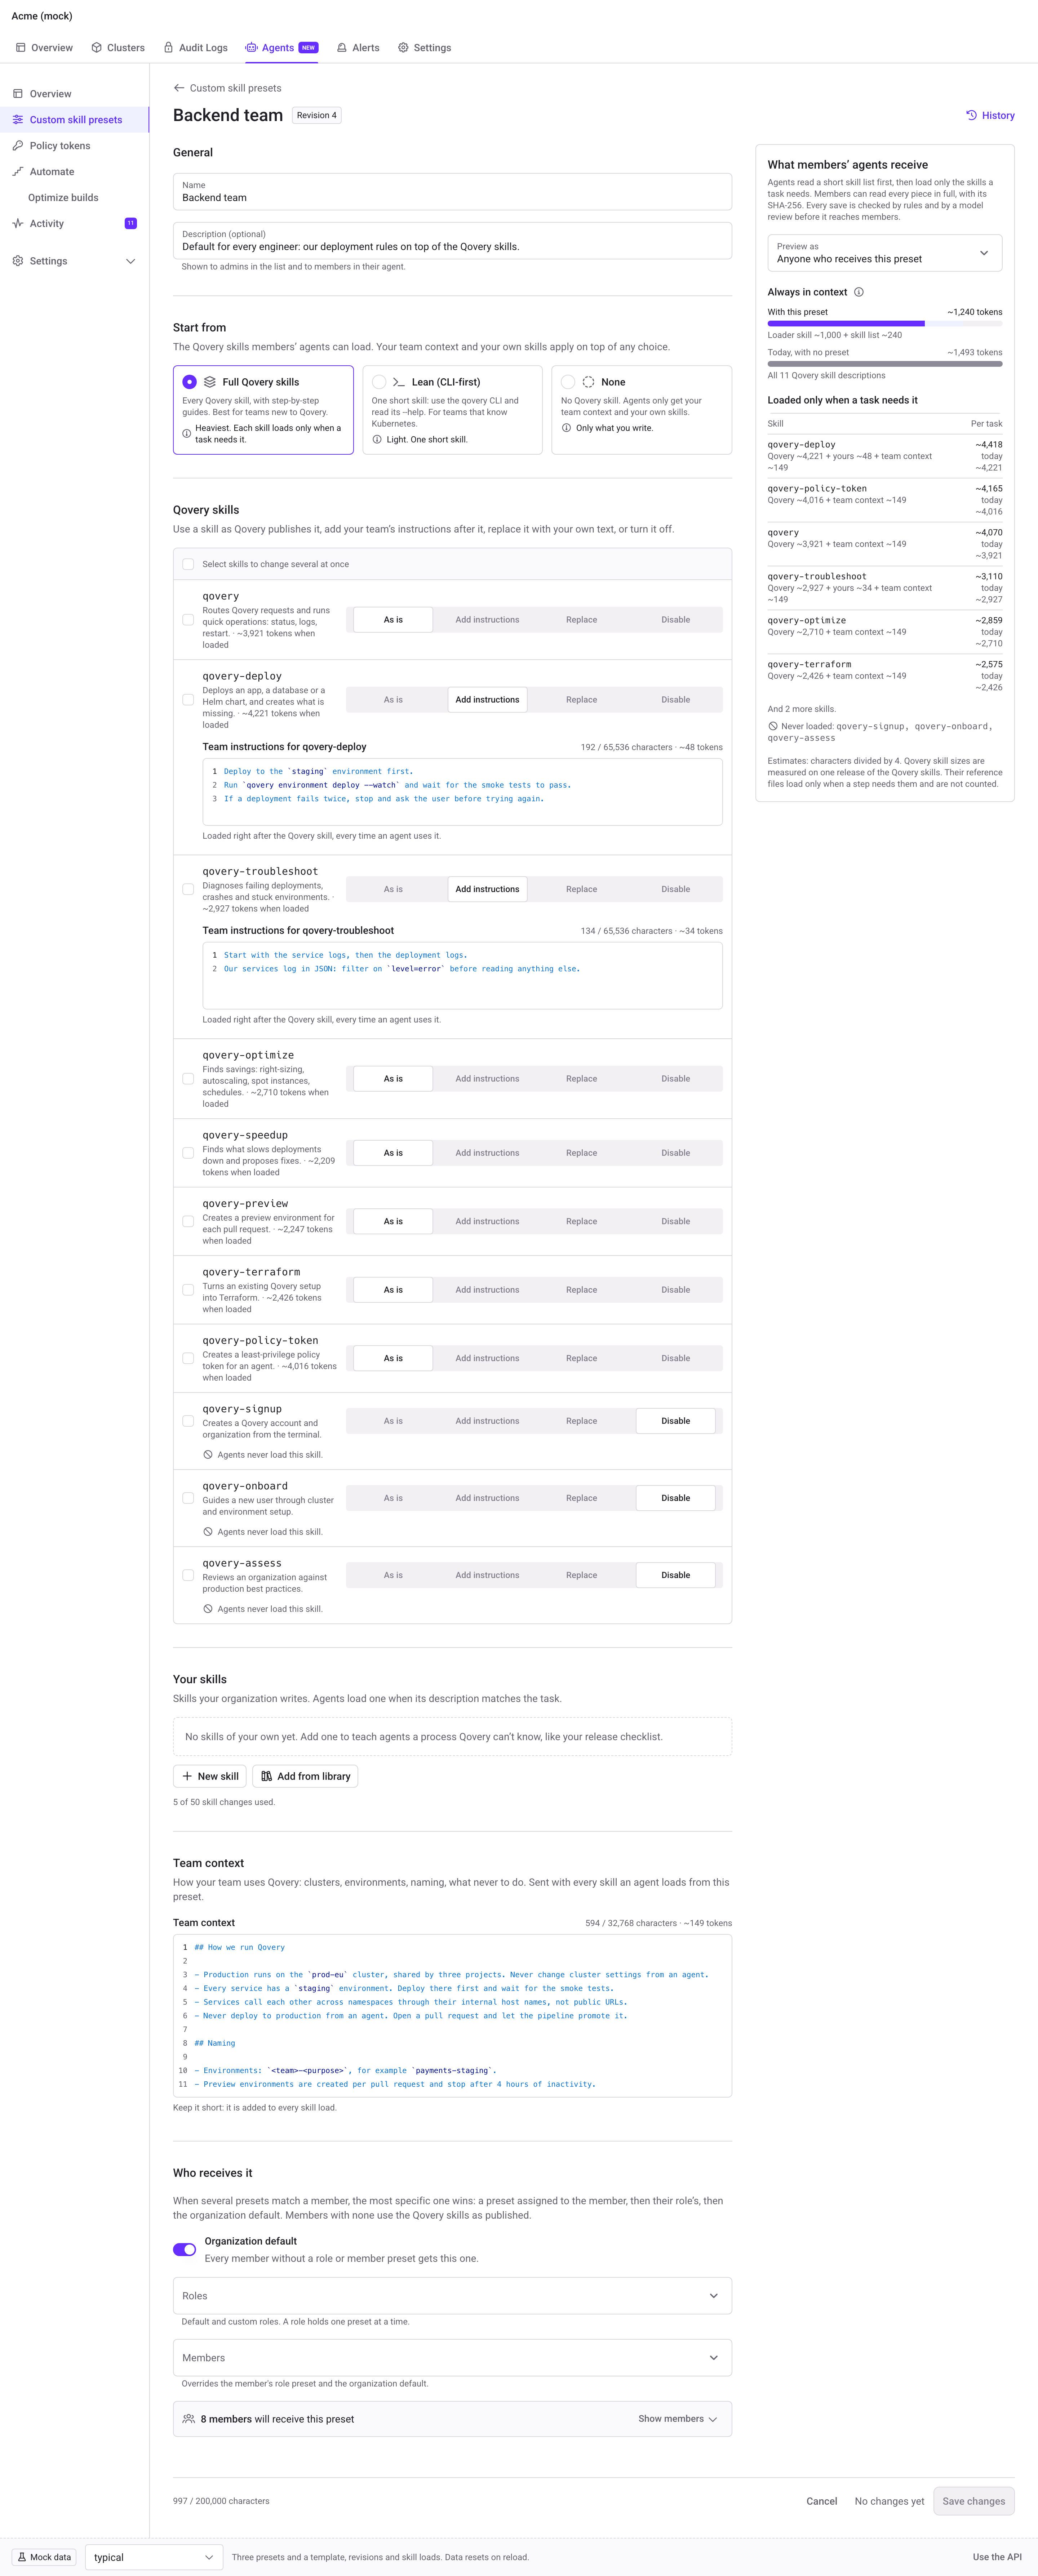 Acme (mock)
Overview
Clusters
Audit Logs
Agents NEW
Alerts
Settings
Overview
Custom skill presets
Policy tokens
Automate
Optimize builds
Activity 11
Settings
Custom skill presets
Backend team Revision 4
History
General
Name
Backend team
Description (optional)
Default for every engineer: our deployment rules on top of the Qovery skills.
Shown to admins in the list and to members in their agent.
Start from
The Qovery skills members' agents can load. Your team context and your own skills apply on top of any choice.
Full Qovery skills
Every Qovery skill, with step-by-step
guides. Best for teams new to Qovery.
Heaviest. Each skill loads only when a
task needs it.
Lean (CLI-first)
One short skill: use the qovery CLI and
read its --help. For teams that know
Kubernetes.
Light. One short skill.
None
No Qovery skill. Agents only get your
team context and your own skills.
Only what you write.
Qovery skills
Use a skill as Qovery publishes it, add your team's instructions after it, replace it with your own text, or turn it off.
Select skills to change several at once
qovery
Routes Qovery requests and runs
quick operations: status, logs,
restart. · ~3,921 tokens when
loaded
As is Add instructions Replace Disable
qovery-deploy
Deploys an app, a database or a
Helm chart, and creates what is
missing. · ~4,221 tokens when
loaded
As is Add instructions Replace Disable
Team instructions for qovery-deploy
192 / 65,536 characters · ~48 tokens
1 Deploy to the `staging` environment first.
2 Run `qovery environment deploy --watch` and wait for the smoke tests to pass.
3 If a deployment fails twice, stop and ask the user before trying again.
Loaded right after the Qovery skill, every time an agent uses it.
qovery-troubleshoot
Diagnoses failing deployments,
crashes and stuck environments. ·
~2,927 tokens when loaded
As is Add instructions Replace Disable
Team instructions for qovery-troubleshoot
134 / 65,536 characters · ~34 tokens
1 Start with the service logs, then the deployment logs.
2 Our services log in JSON: filter on `level=error` before reading anything else.
Loaded right after the Qovery skill, every time an agent uses it.
qovery-optimize
Finds savings: right-sizing,
autoscaling, spot instances,
schedules. · ~2,710 tokens when
loaded
As is Add instructions Replace Disable
qovery-speedup
Finds what slows deployments
down and proposes fixes. · ~2,209
tokens when loaded
As is Add instructions Replace Disable
qovery-preview
Creates a preview environment for
each pull request. · ~2,247 tokens
when loaded
As is Add instructions Replace Disable
qovery-terraform
Turns an existing Qovery setup
into Terraform. · ~2,426 tokens
when loaded
As is Add instructions Replace Disable
qovery-policy-token
Creates a least-privilege policy
token for an agent. · ~4,016 tokens
when loaded
As is Add instructions Replace Disable
qovery-signup
Creates a Qovery account and
organization from the terminal.
As is Add instructions Replace Disable
Agents never load this skill.
qovery-onboard
Guides a new user through cluster
and environment setup.
As is Add instructions Replace Disable
Agents never load this skill.
qovery-assess
Reviews an organization against
production best practices.
As is Add instructions Replace Disable
Agents never load this skill.
Your skills
Skills your organization writes. Agents load one when its description matches the task.
No skills of your own yet. Add one to teach agents a process Qovery can't know, like your release checklist.
New skill
Add from library
5 of 50 skill changes used.
Team context
How your team uses Qovery: clusters, environments, naming, what never to do. Sent with every skill an agent loads from this
preset.
Team context
594 / 32,768 characters · ~149 tokens
1 ## How we run Qovery
2
3 - Production runs on the `prod-eu` cluster, shared by three projects. Never change cluster settings from an agent.
4 - Every service has a `staging` environment. Deploy there first and wait for the smoke tests.
5 - Services call each other across namespaces through their internal host names, not public URLs.
6 - Never deploy to production from an agent. Open a pull request and let the pipeline promote it.
7
8 ## Naming
9
10 - Environments: `<team>-<purpose>`, for example `payments-staging`.
11 - Preview environments are created per pull request and stop after 4 hours of inactivity.
Keep it short: it is added to every skill load.
Who receives it
When several presets match a member, the most specific one wins: a preset assigned to the member, then their role's, then
the organization default. Members with none use the Qovery skills as published.
Organization default
Every member without a role or member preset gets this one.
Roles
Default and custom roles. A role holds one preset at a time.
Members
Overrides the member's role preset and the organization default.
8 members will receive this preset
Show members
What members' agents receive
Agents read a short skill list first, then load only the skills a
task needs. Members can read every piece in full, with its
SHA-256. Every save is checked by rules and by a model
review before it reaches members.
Preview as
Anyone who receives this preset
Always in context
With this preset ~1,240 tokens
Loader skill ~1,000 + skill list ~240
Today, with no preset ~1,493 tokens
All 11 Qovery skill descriptions
Loaded only when a task needs it
Skill Per task
qovery-deploy ~4,418
Qovery ~4,221 + yours ~48 + team context today
~149 ~4,221
qovery-policy-token ~4,165
Qovery ~4,016 + team context ~149 today
~4,016
qovery ~4,070
Qovery ~3,921 + team context ~149 today
~3,921
qovery-troubleshoot ~3,110
Qovery ~2,927 + yours ~34 + team context today
~149 ~2,927
qovery-optimize ~2,859
Qovery ~2,710 + team context ~149 today
~2,710
qovery-terraform ~2,575
Qovery ~2,426 + team context ~149 today
~2,426
And 2 more skills.
Never loaded: qovery-signup, qovery-onboard,
qovery-assess
Estimates: characters divided by 4. Qovery skill sizes are
measured on one release of the Qovery skills. Their reference
files load only when a step needs them and are not counted.
997 / 200,000 characters
Cancel
No changes yet
Save changes
Mock data
typical
Three presets and a template, revisions and skill loads. Data resets on reload.
Use the API